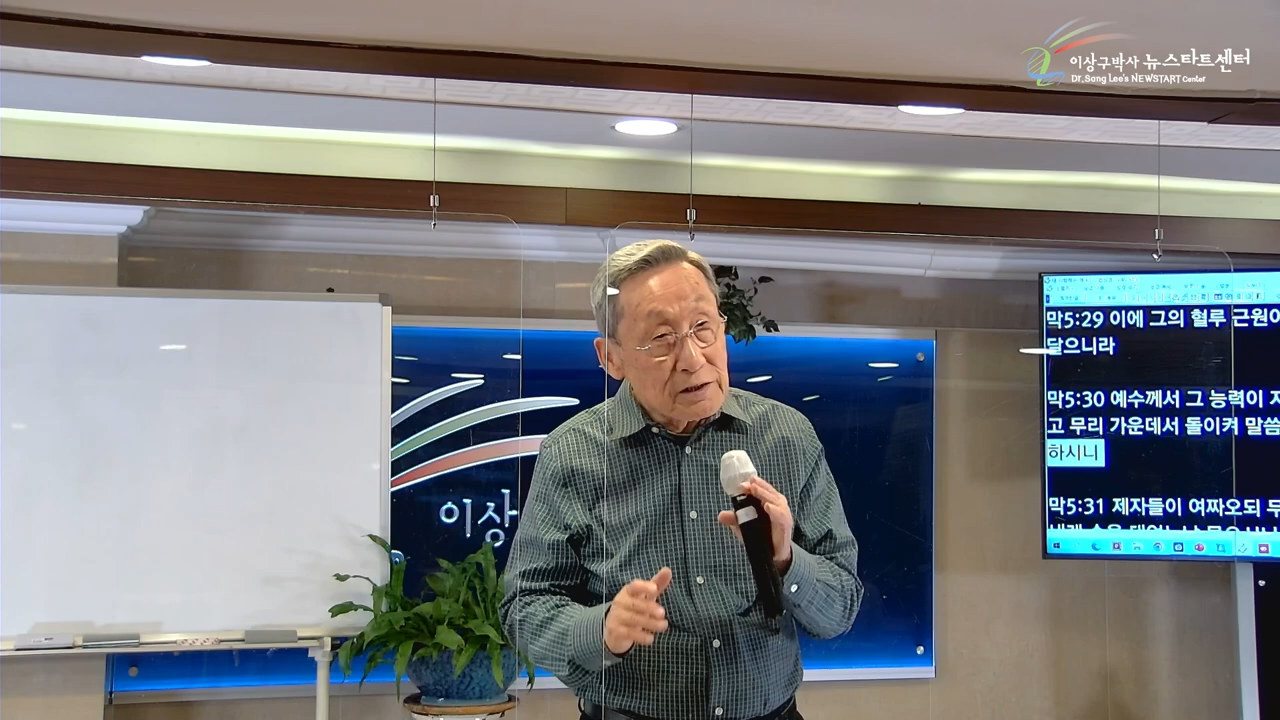 이상구박사 뉴스타트센터
Dr.Sang Lee's NEWSTART Center
이상
막5:29 이에 그의 혈루 근원이
달으니라
막5:30 예수께서 그 능력이
고 무리 가운데서 돌이켜 말씀
하시니
막5:31 제자들이 여짜오되